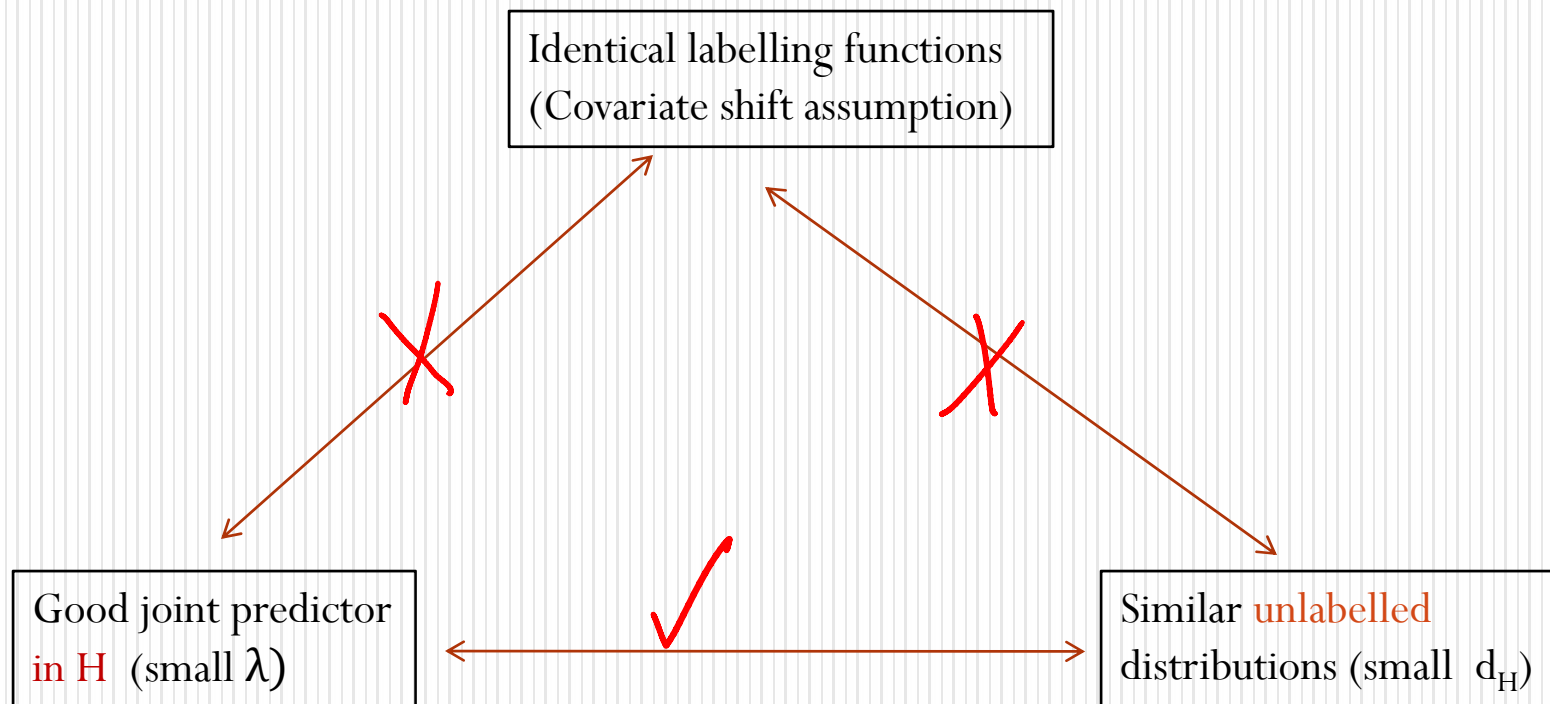 Identical labelling functions
(Covariate shift assumption)
Good joint predictor
in H (small λ)
Similar unlabelled
distributions (small d_H)